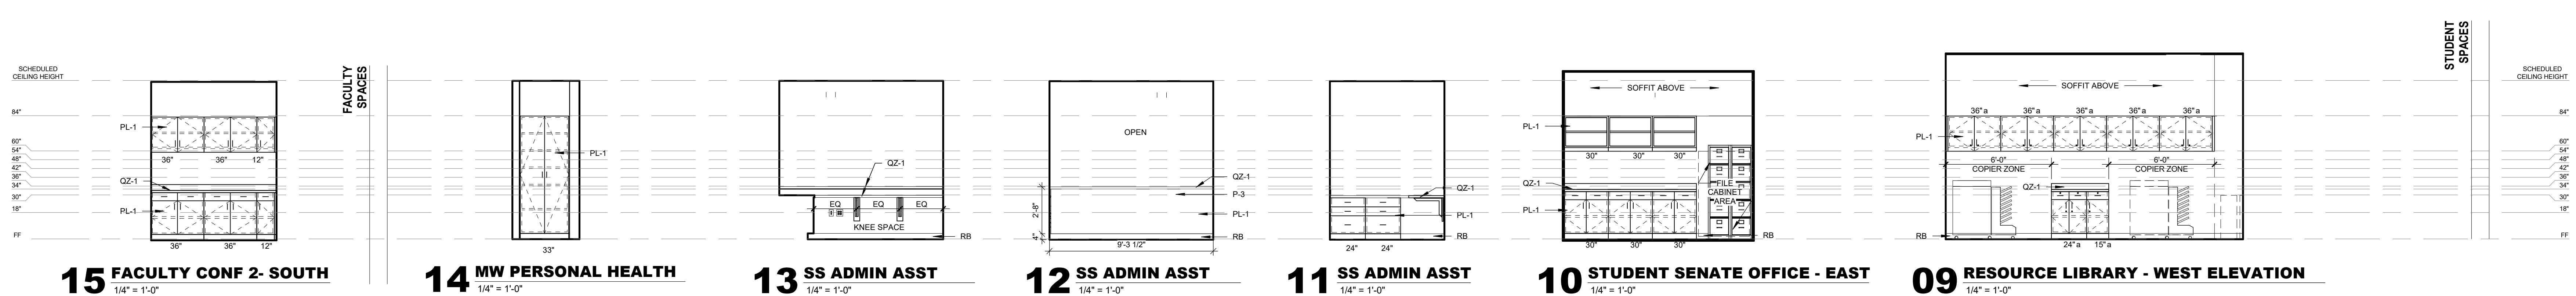 SCHEDULED
CEILING HEIGHT
84"
60"
54"
48"
42"
36"
34"
30"
18"
FF
PL-1
36"
36"
12"
QZ-1
PL-1
36"
36"
12"
15 FACULTY CONF 2- SOUTH
1/4" = 1'-0"
FACULTY
SPACES
PL-1
33"
14 MW PERSONAL HEALTH
1/4" = 1'-0"
QZ-1
EQ
EQ
EQ
KNEE SPACE
RB
13 SS ADMIN ASST
1/4" = 1'-0"
OPEN
QZ-1
P-3
2'-8"
PL-1
4"
RB
9'-3 1/2"
12 SS ADMIN ASST
1/4" = 1'-0"
QZ-1
PL-1
RB
24"
24"
11 SS ADMIN ASST
1/4" = 1'-0"
SOFFIT ABOVE
PL-1
30"
30"
30"
QZ-1
FILE
CABINET
AREA
PL-1
RB
30"
30"
30"
10 STUDENT SENATE OFFICE - EAST
1/4" = 1'-0"
SOFFIT ABOVE
36" a
36" a
36" a
36" a
36" a
PL-1
6'-0"
6'-0"
COPIER ZONE
COPIER ZONE
QZ-1
RB
24" a
15" a
09 RESOURCE LIBRARY - WEST ELEVATION
1/4" = 1'-0"
STUDENT
SPACES
SCHEDULED
CEILING HEIGHT
84"
60"
54"
48"
42"
36"
34"
30"
18"
FF